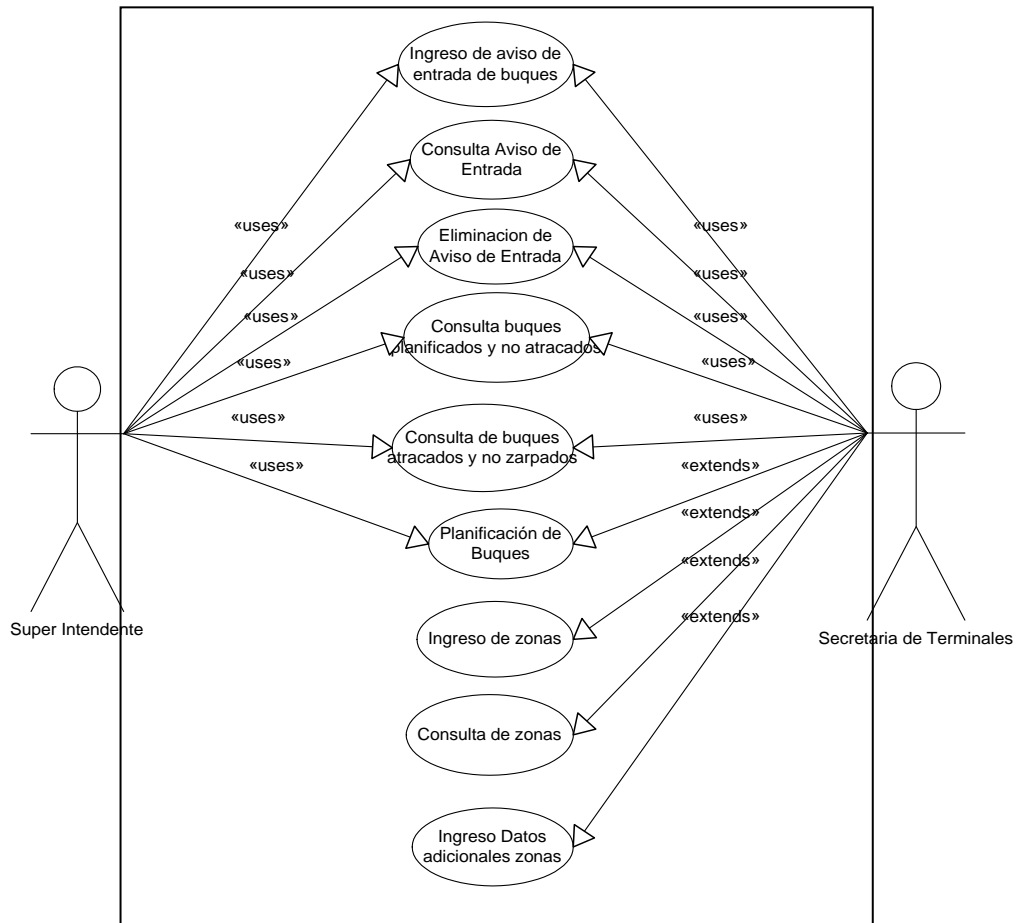 Ingreso de aviso de
entrada de buques
Consulta Aviso de
Entrada
«uses»
«uses»
Eliminacion de
Aviso de Entrada
«uses»
«uses»
«uses»
«uses»
Consulta buques
planificados y no atracados
«uses»
«uses»
«uses»
«uses»
Consulta de buques
atracados y no zarpados
«uses»
«extends»
«extends»
Planificación de
Buques
«extends»
Ingreso de zonas
«extends»
Super Intendente
Secretaria de Terminales
Consulta de zonas
Ingreso Datos
adicionales zonas